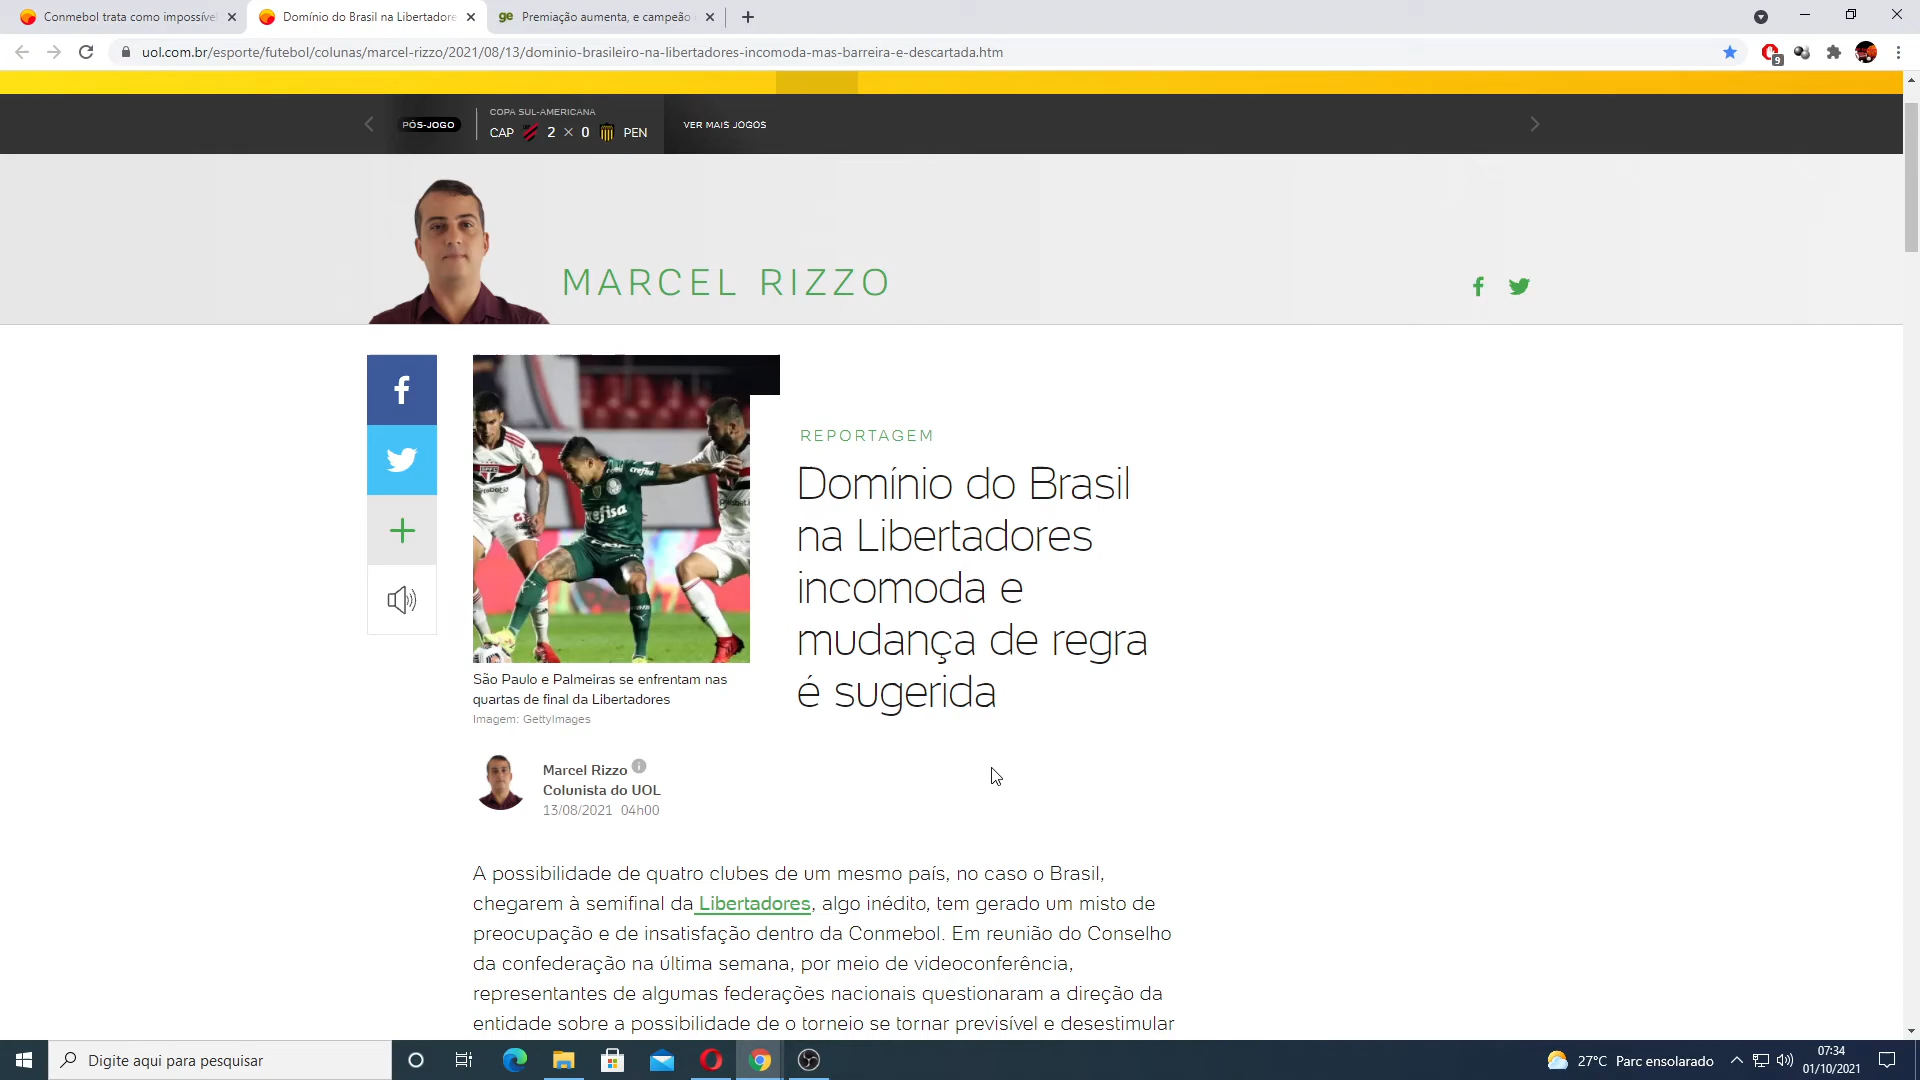 Conmebol trata como impossíve
Domínio do Brasil na Libertadore
ge Premiação aumenta, e campeão
uol.com.br/esporte/futebol/colunas/marcel-rizzo/2021/08/13/dominio-brasileiro-na-libertadores-incomoda-mas-barreira-e-descartada.htm
9
PÓS-JOGO
COPA SUL-AMERICANA
CAP 2 × 0 PEN
VER MAIS JOGOS
MARCEL RIZZO
REPORTAGEM
Domínio do Brasil
na Libertadores
incomoda e
mudança de regra
é sugerida
crefisa
São Paulo e Palmeiras se enfrentam nas
quartas de final da Libertadores
Imagem: GettyImages
Marcel Rizzo
Colunista do UOL
13/08/2021 04h00
A possibilidade de quatro clubes de um mesmo país, no caso o Brasil,
chegarem à semifinal da Libertadores, algo inédito, tem gerado um misto de
preocupação e de insatisfação dentro da Conmebol. Em reunião do Conselho
da confederação na última semana, por meio de videoconferência,
representantes de algumas federações nacionais questionaram a direção da
entidade sobre a possibilidade de o torneio se tornar previsível e desestimular
Digite aqui para pesquisar
27°C Parc ensolarado
07:34
01/10/2021